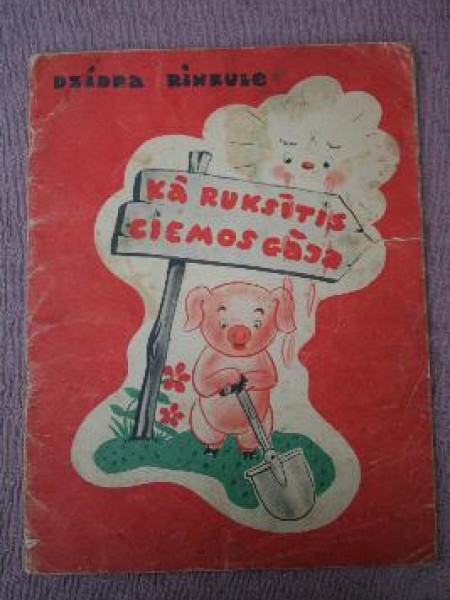 DZIDRA RINKULE
KĀ RUKSĪTIS
CIEMOS GĀJA